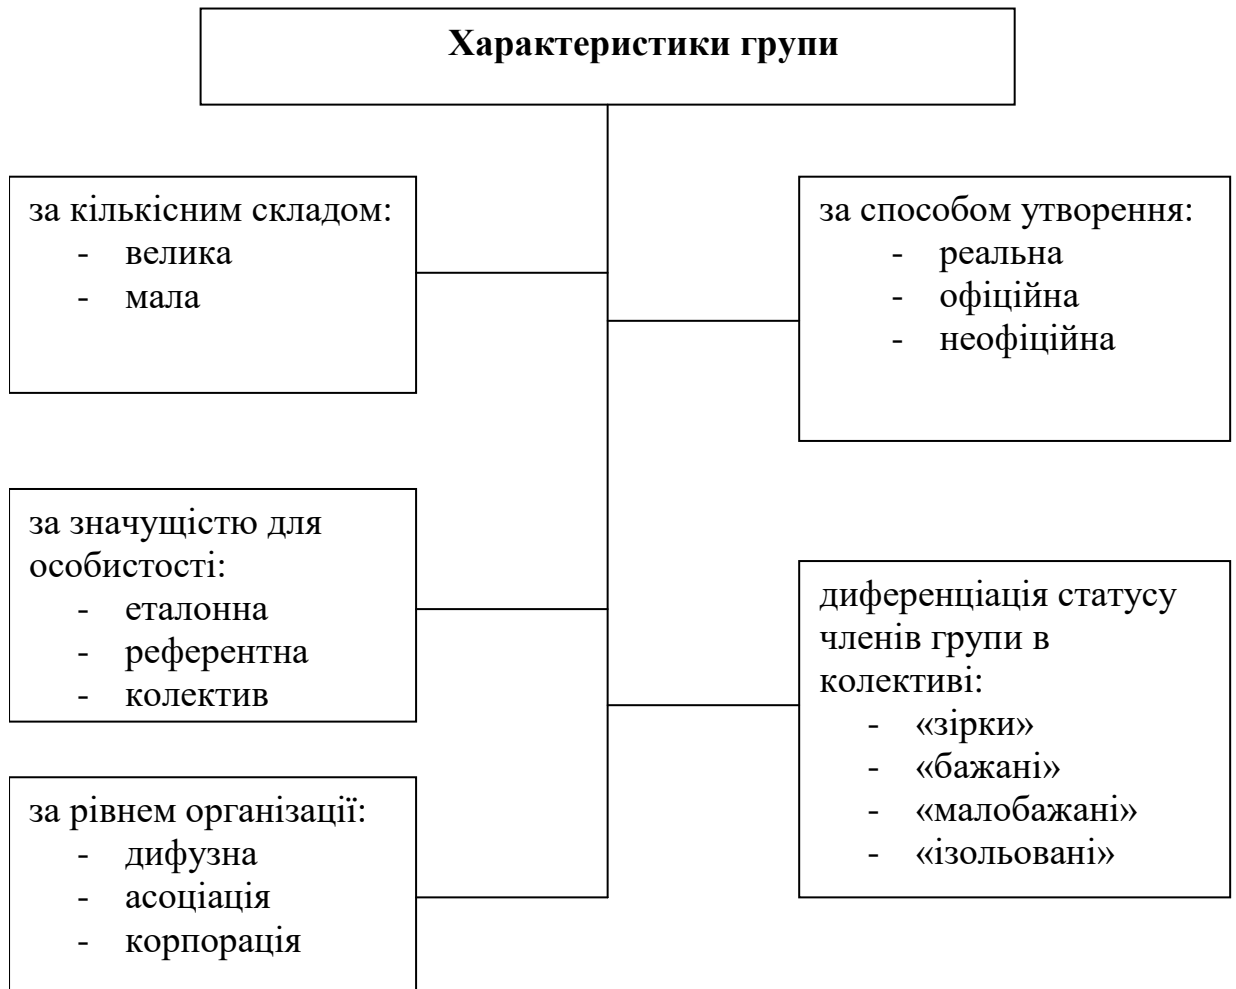 Характеристики групи
за кількісним складом:
- велика
- мала
за способом утворення:
- реальна
- офіційна
- неофіційна
за значущістю для
особистості:
- еталонна
- референтна
- колектив
диференціація статусу
членів групи в
колективі:
- «зірки»
- «бажані»
- «малобажані»
- «ізольовані»
за рівнем організації:
- дифузна
- асоціація
- корпорація